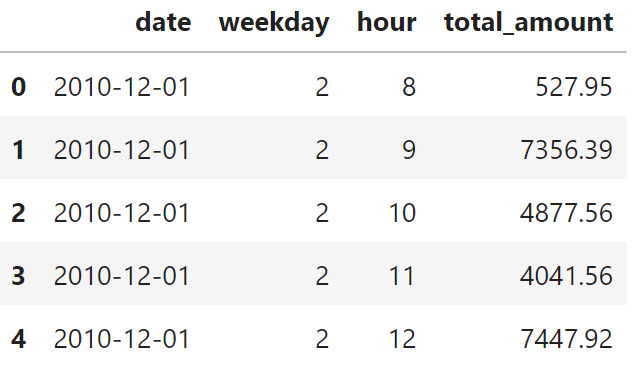 date weekday hour total_amount
0 2010-12-01 2 8 527.95
1 2010-12-01 2 9 7356.39
2 2010-12-01 2 10 4877.56
3 2010-12-01 2 11 4041.56
4 2010-12-01 2 12 7447.92